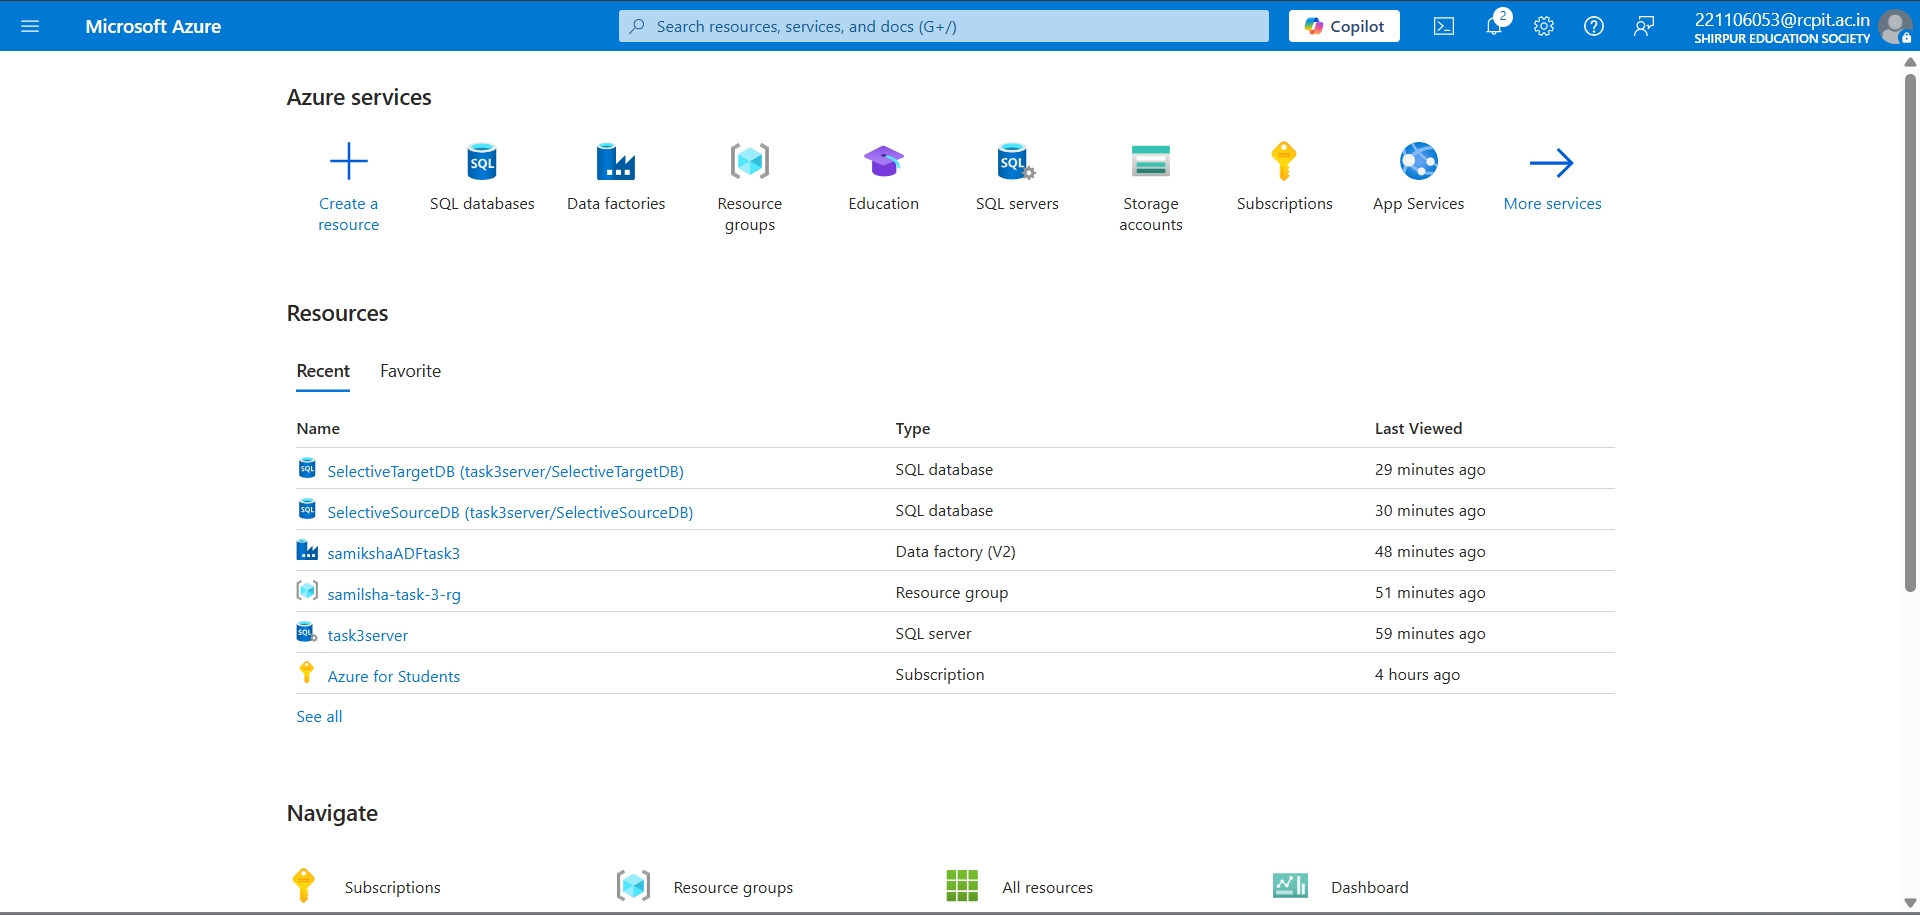 Microsoft Azure
Search resources, services, and docs (G+/)
Copilot
2
221106053@rcpit.ac.in
SHIRPUR EDUCATION SOCIETY
Azure services
Create a resource
SQL databases
Data factories
Resource groups
Education
SQL servers
Storage accounts
Subscriptions
App Services
More services
Resources
Recent Favorite
Name Type Last Viewed
SelectiveTargetDB (task3server/SelectiveTargetDB) SQL database 29 minutes ago
SelectiveSourceDB (task3server/SelectiveSourceDB) SQL database 30 minutes ago
samikshaADFtask3 Data factory (V2) 48 minutes ago
samilsha-task-3-rg Resource group 51 minutes ago
task3server SQL server 59 minutes ago
Azure for Students Subscription 4 hours ago
See all
Navigate
Subscriptions Resource groups All resources Dashboard